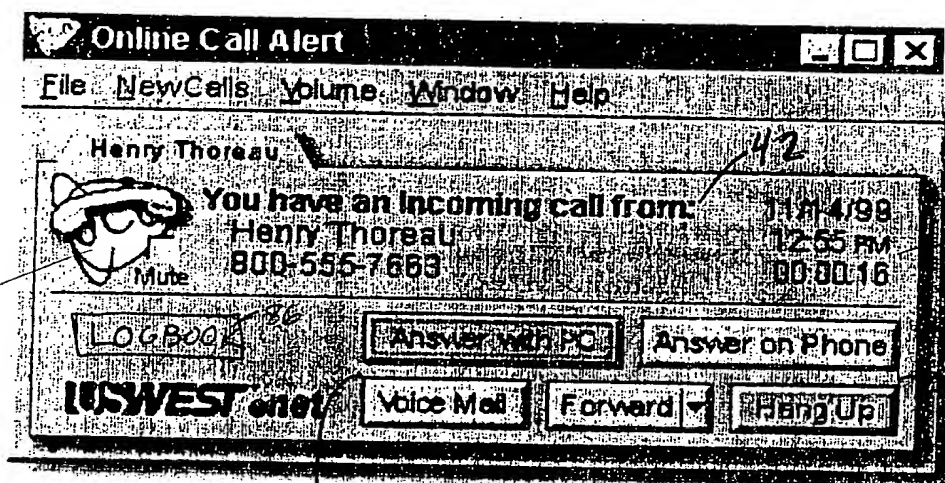 Online Call Alert
File NewCalls Volume Window Help
Henry Thoreau
42
You have an incoming call from: 11/14/99
Henry Thoreau 12:55 PM
800-555-7663 00:00:16
Mute
LOGBOOK 86 Answer with PC Answer on Phone
USWEST .net Voice Mail Forward Hang Up